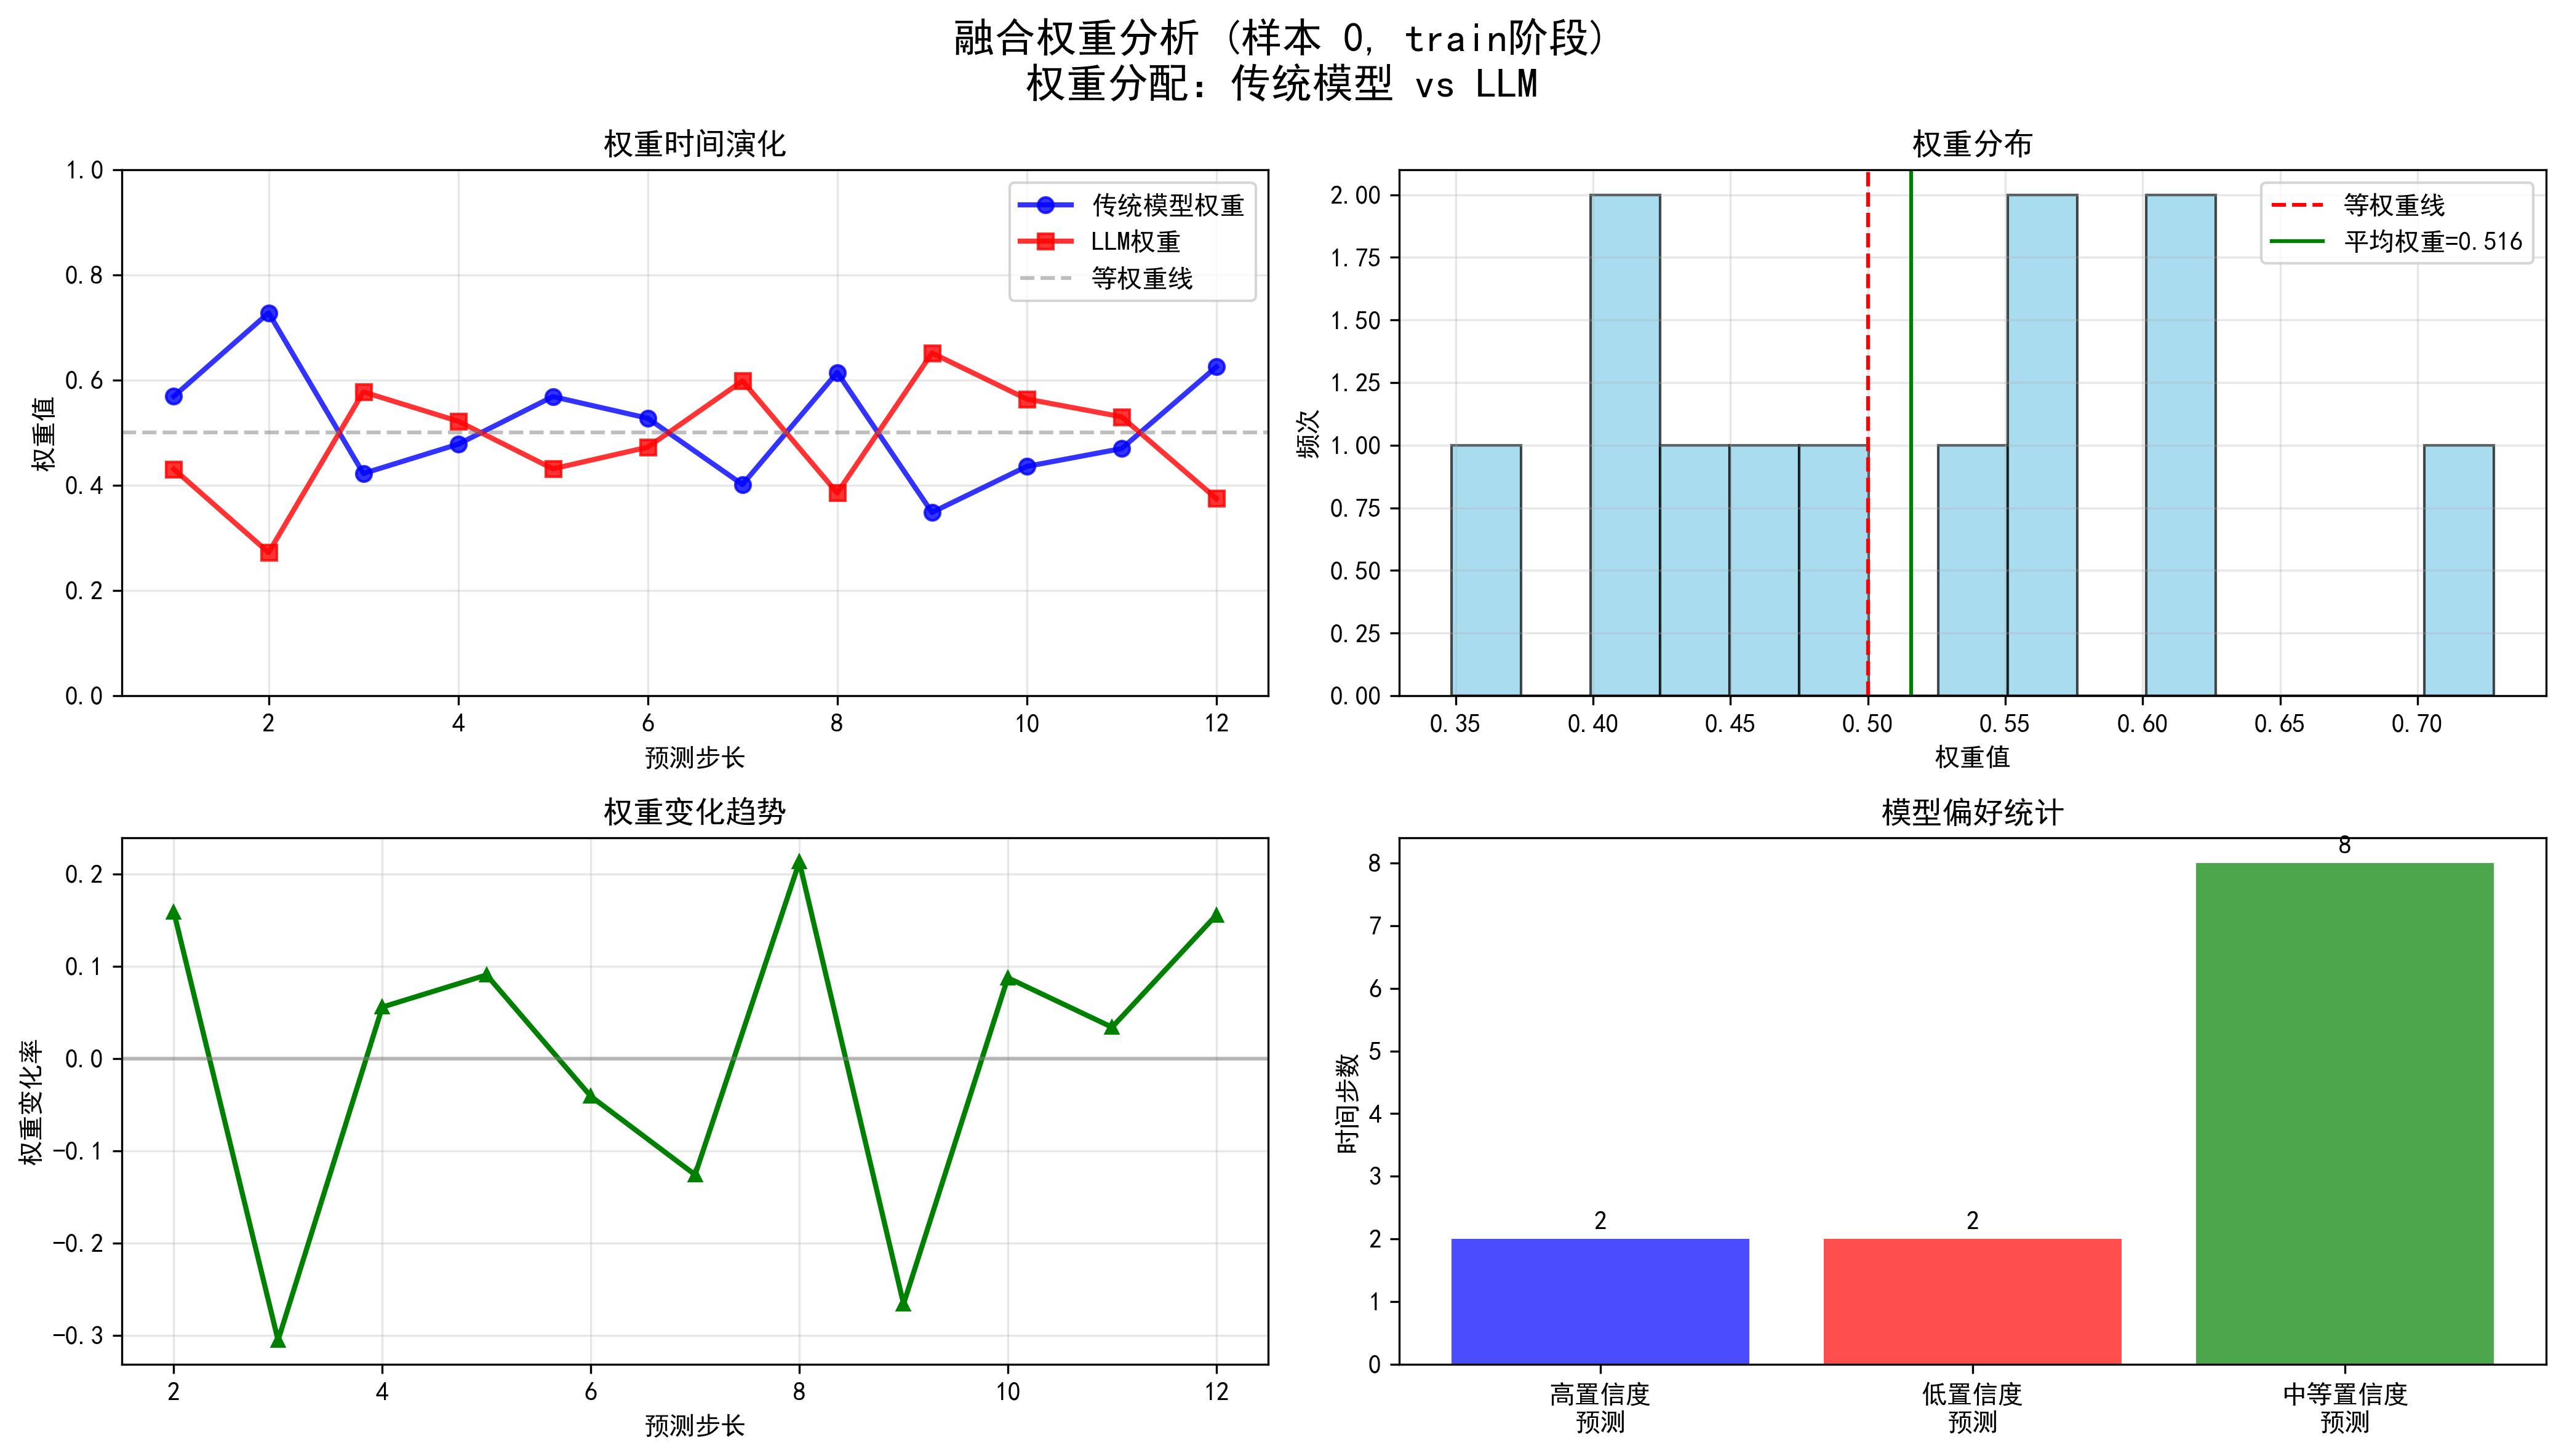 融合权重分析 (样本 0, train阶段)
权重分配：传统模型 vs LLM
权重时间演化
1.0
0.8
0.6
0.4
0.2
0.0
权重值
传统模型权重
LLM权重
等权重线
2
4
6
8
10
12
预测步长
权重分布
2.00
1.75
1.50
1.25
1.00
0.75
0.50
0.25
0.00
频次
等权重线
平均权重=0.516
0.35
0.40
0.45
0.50
0.55
0.60
0.65
0.70
权重值
权重变化趋势
0.2
0.1
0.0
−0.1
−0.2
−0.3
权重变化率
2
4
6
8
10
12
预测步长
模型偏好统计
8
7
6
5
4
3
2
1
0
时间步数
2
2
8
高置信度
预测
低置信度
预测
中等置信度
预测